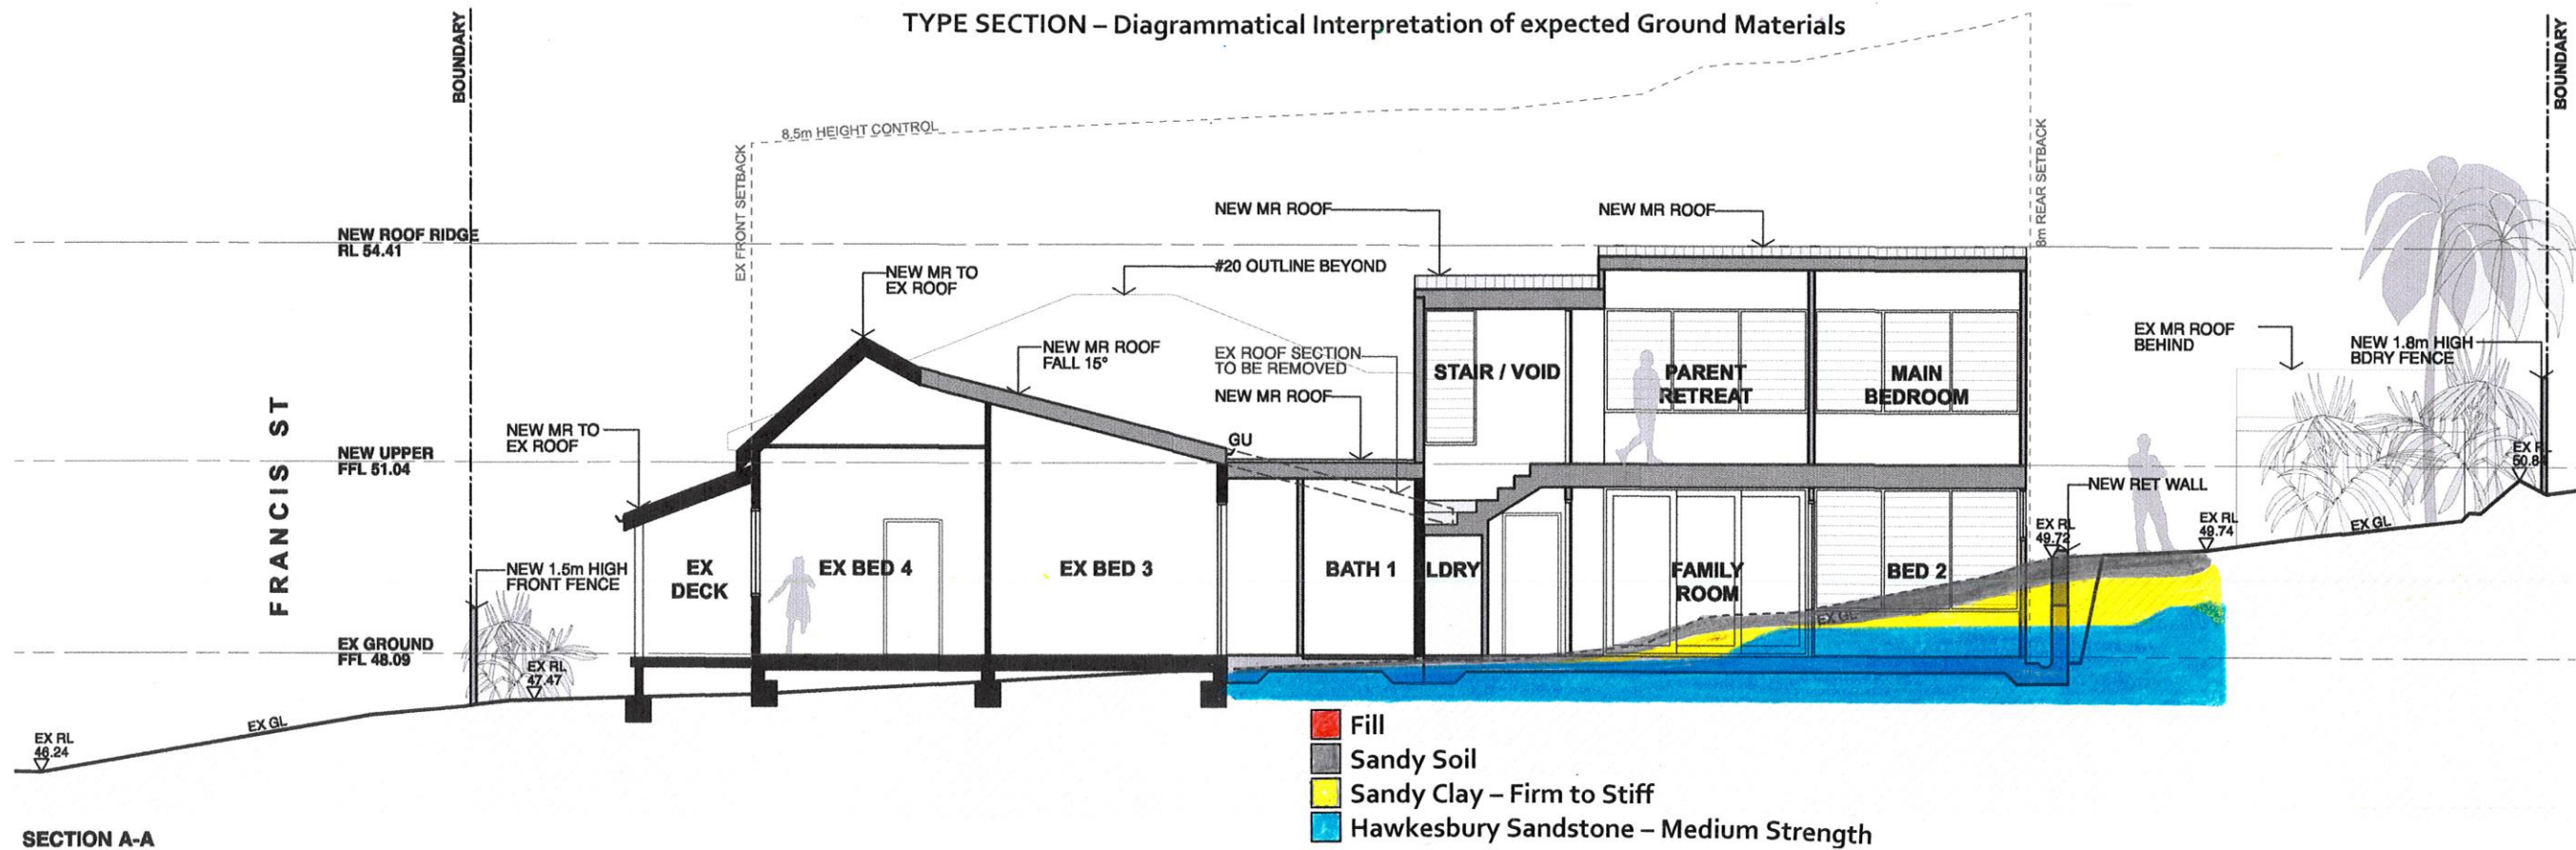 TYPE SECTION – Diagrammatical Interpretation of expected Ground Materials
BOUNDARY
BOUNDARY
8.5m HEIGHT CONTROL
EX FRONT SETBACK
8m REAR SETBACK
NEW ROOF RIDGE
RL 54.41
NEW MR ROOF
NEW MR ROOF
NEW MR TO
EX ROOF
#20 OUTLINE BEYOND
NEW MR ROOF
FALL 15°
EX ROOF SECTION
TO BE REMOVED
NEW MR ROOF
STAIR / VOID
PARENT
RETREAT
MAIN
BEDROOM
EX MR ROOF
BEHIND
NEW 1.8m HIGH
BDRY FENCE
FRANCIS ST
NEW MR TO
EX ROOF
GU
NEW UPPER
FFL 51.04
EX
NEW RET WALL
EX RL
49.72
EX RL
49.74
EX GL
NEW 1.5m HIGH
FRONT FENCE
EX
DECK
EX BED 4
EX BED 3
BATH 1
LDRY
FAMILY
ROOM
BED 2
EX GL
EX GROUND
FFL 48.09
EX RL
47.47
EX GL
EX RL
46.24
Fill
Sandy Soil
Sandy Clay – Firm to Stiff
Hawkesbury Sandstone – Medium Strength
SECTION A-A